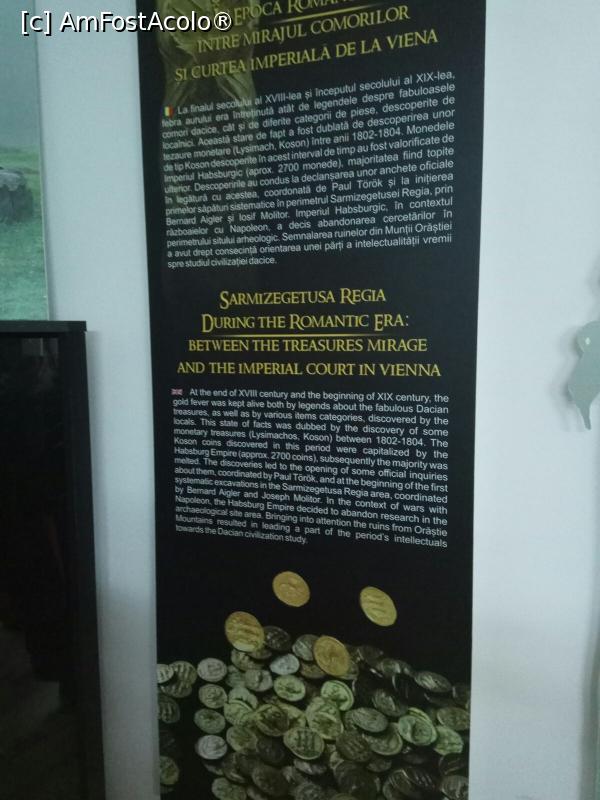 [c] AmFostAcolo®
EPOCA ROMAN
ÎNTRE MIRAJUL COMORILOR
ȘI CURTEA IMPERIALĂ DE LA VIENA
La finalul secolului al XVIII-lea și începutul secolului al XIX-lea,
febra aurului era întreținută atât de legendele despre fabuloasele
comori dacice, cât și de diferite categorii de piese, descoperite de
localnici. Această stare de fapt a fost dublată de descoperirea unor
tezaure monetare (Lysimach, Koson) între anii 1802-1804. Monedele
de tip Koson descoperite în acest interval de timp au fost valorificate de
Imperiul Habsburgic (aprox. 2700 monede), majoritatea fiind topite
ulterior. Descoperirile au condus la declanșarea unor anchete oficiale
în legătură cu acestea, coordonată de Paul Török și la inițierea
primelor săpături sistematice în perimetrul Sarmizegetusei Regia, prin
Bernard Aigler și Iosif Molitor. Imperiul Habsburgic, în contextul
războaielor cu Napoleon, a decis abandonarea cercetărilor în
perimetrul sitului arheologic. Semnalarea ruinelor din Munții Orăștiei
a avut drept consecință orientarea unei părți a intelectualității vremii
spre studiul civilizației dacice.
SARMIZEGETUSA REGIA
DURING THE ROMANTIC ERA:
BETWEEN THE TREASURES MIRAGE
AND THE IMPERIAL COURT IN VIENNA
At the end of XVIII century and the beginning of XIX century, the
gold fever was kept alive both by legends about the fabulous Dacian
treasures, as well as by various items categories, discovered by the
locals. This state of facts was dubbed by the discovery of some
monetary treasures (Lysimachos, Koson) between 1802-1804. The
Koson coins discovered in this period were capitalized by the
Habsburg Empire (approx. 2700 coins), subsequently the majority was
melted. The discoveries led to the opening of some official inquiries
about them, coordinated by Paul Török, and at the beginning of the first
systematic excavations in the Sarmizegetusa Regia area, coordinated
by Bernard Aigler and Joseph Molitor. In the context of wars with
Napoleon, the Habsburg Empire decided to abandon research in the
archaeological site area. Bringing into attention the ruins from Orăștie
Mountains resulted in leading a part of the period's intellectuals
towards the Dacian civilization study.